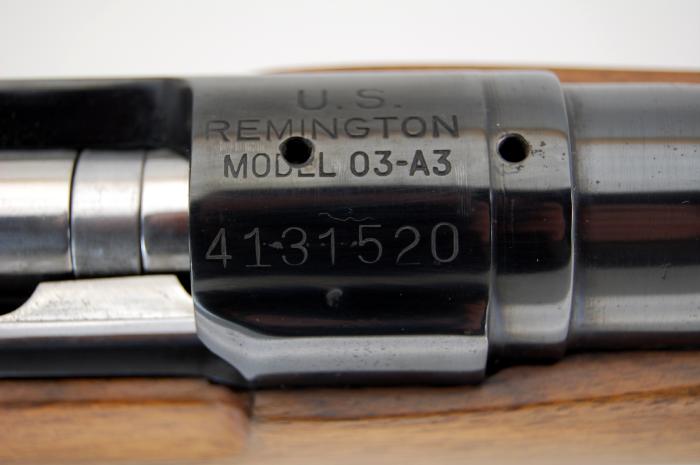 U.S.
REMINGTON
MODEL 03-A3
4131520